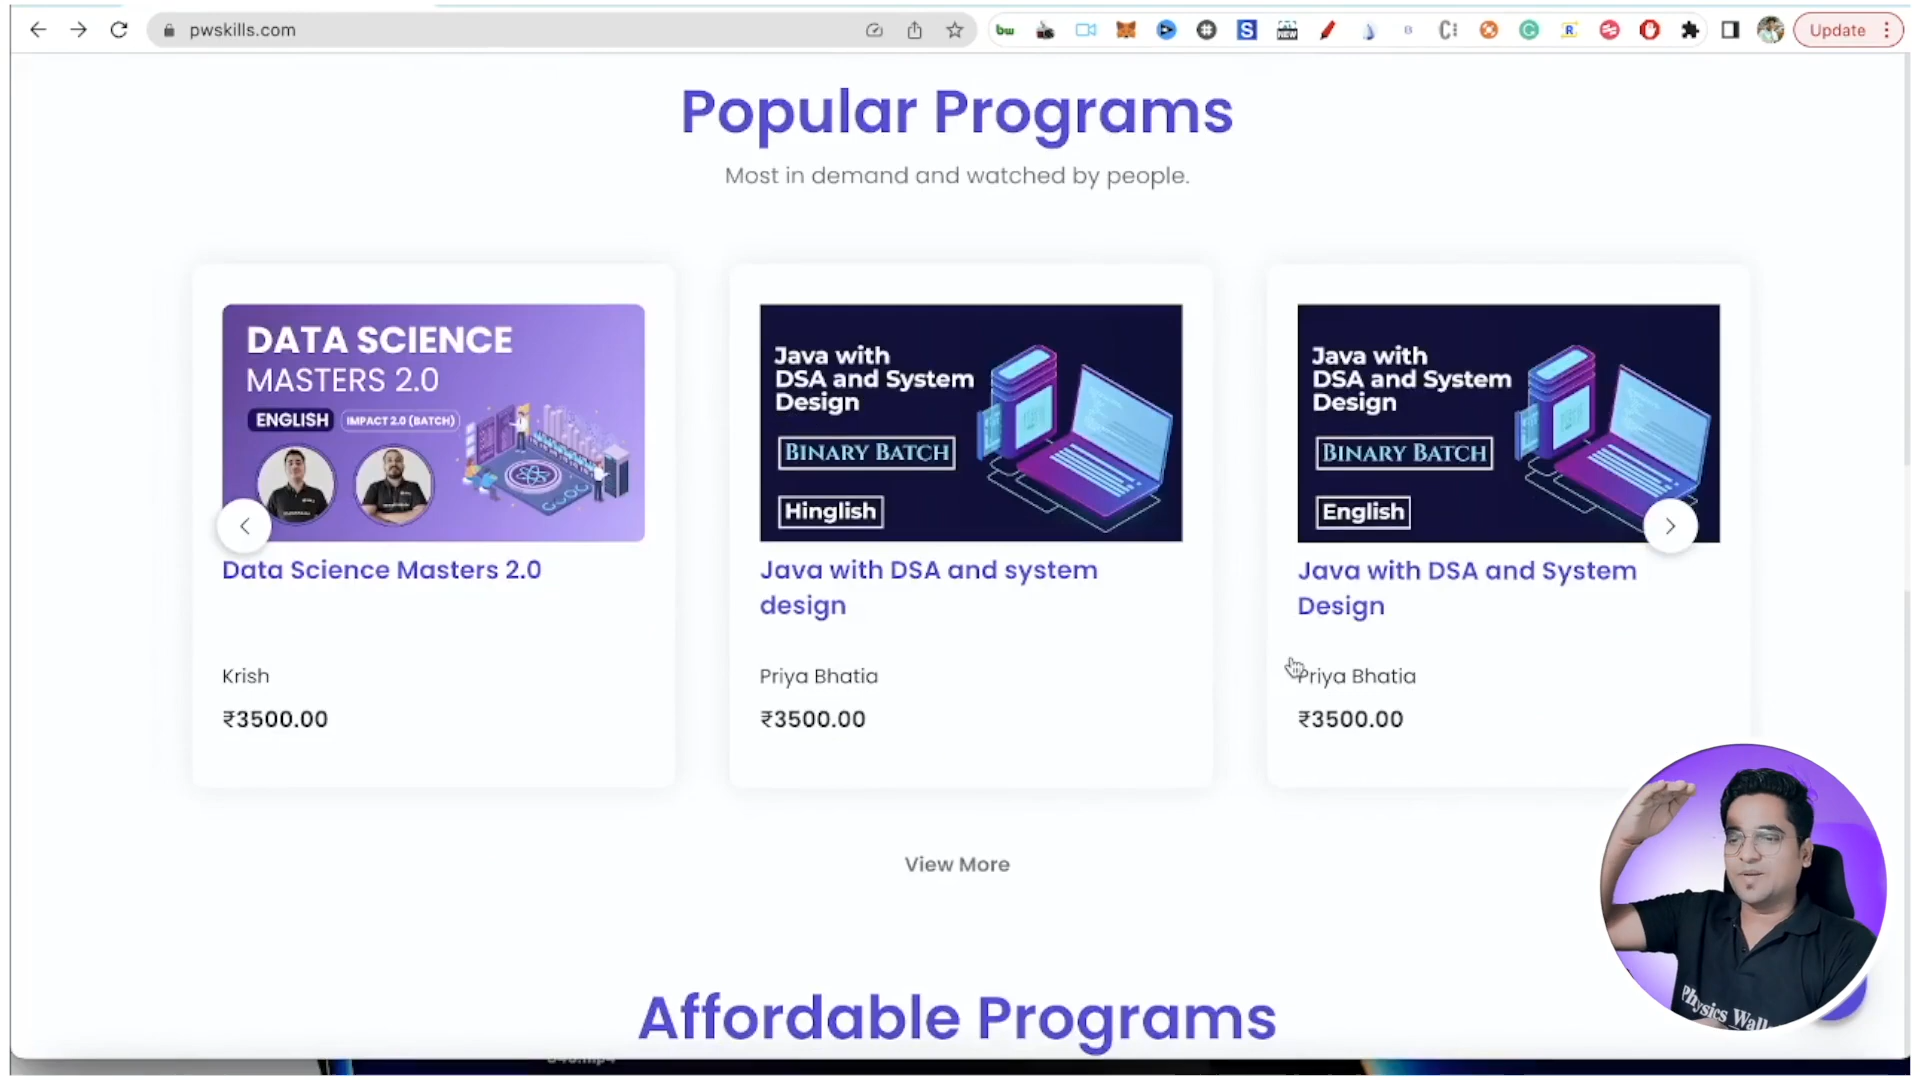 pwskills.com
bw
S
NEW
R
Update
Popular Programs
Most in demand and watched by people.
DATA SCIENCE
MASTERS 2.0
ENGLISH
IMPACT 2.0 (BATCH)
Data Science Masters 2.0
Krish
₹3500.00
Java with
DSA and System
Design
BINARY BATCH
Hinglish
Java with DSA and system
design
Priya Bhatia
₹3500.00
Java with
DSA and System
Design
BINARY BATCH
English
Java with DSA and System
Design
Priya Bhatia
₹3500.00
View More
Physics Wall
Affordable Programs